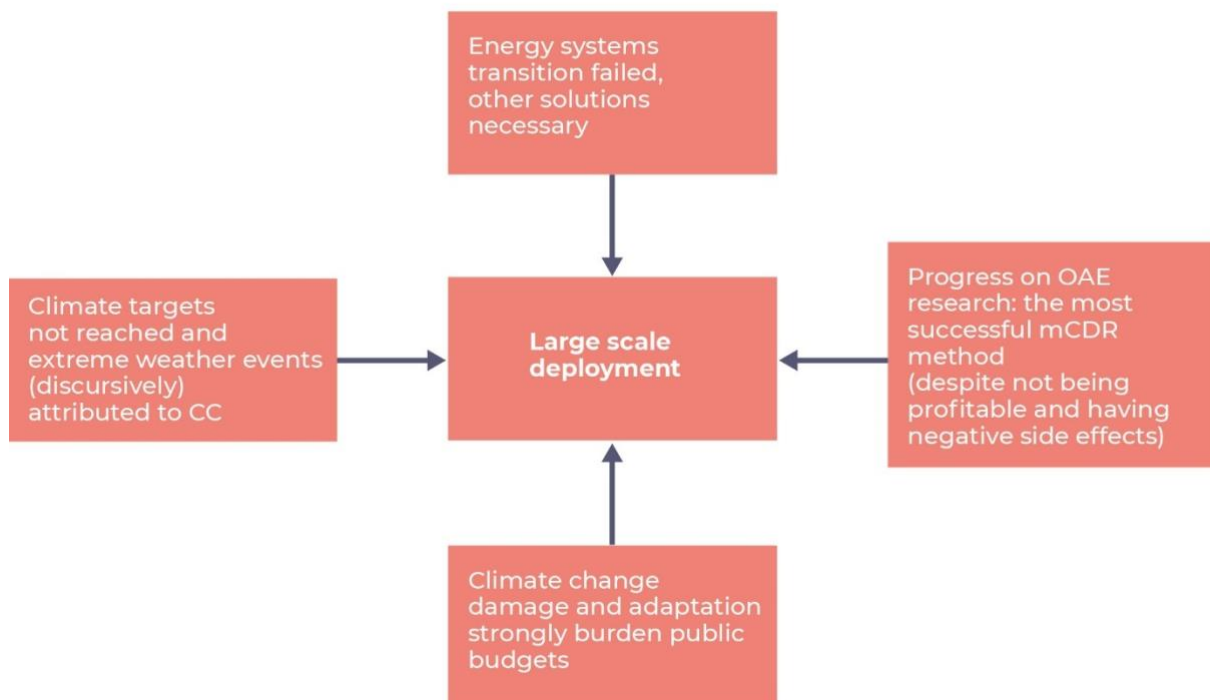 Energy systems
transition failed,
other solutions
necessary
Climate targets
not reached and
extreme weather events
(discursively)
attributed to CC
Large scale
deployment
Progress on OAE
research: the most
successful mCDR
method
(despite not being
profitable and having
negative side effects)
Climate change
damage and adaptation
strongly burden public
budgets